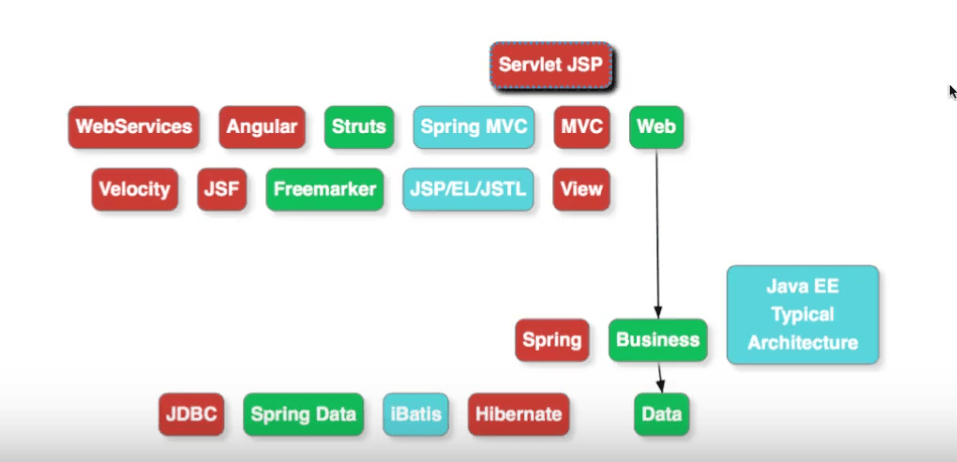 Servlet JSP
WebServices
Angular
Struts
Spring MVC
MVC
Web
Velocity
JSF
Freemarker
JSP/EL/JSTL
View
Java EE
Typical
Architecture
Spring
Business
JDBC
Spring Data
iBatis
Hibernate
Data